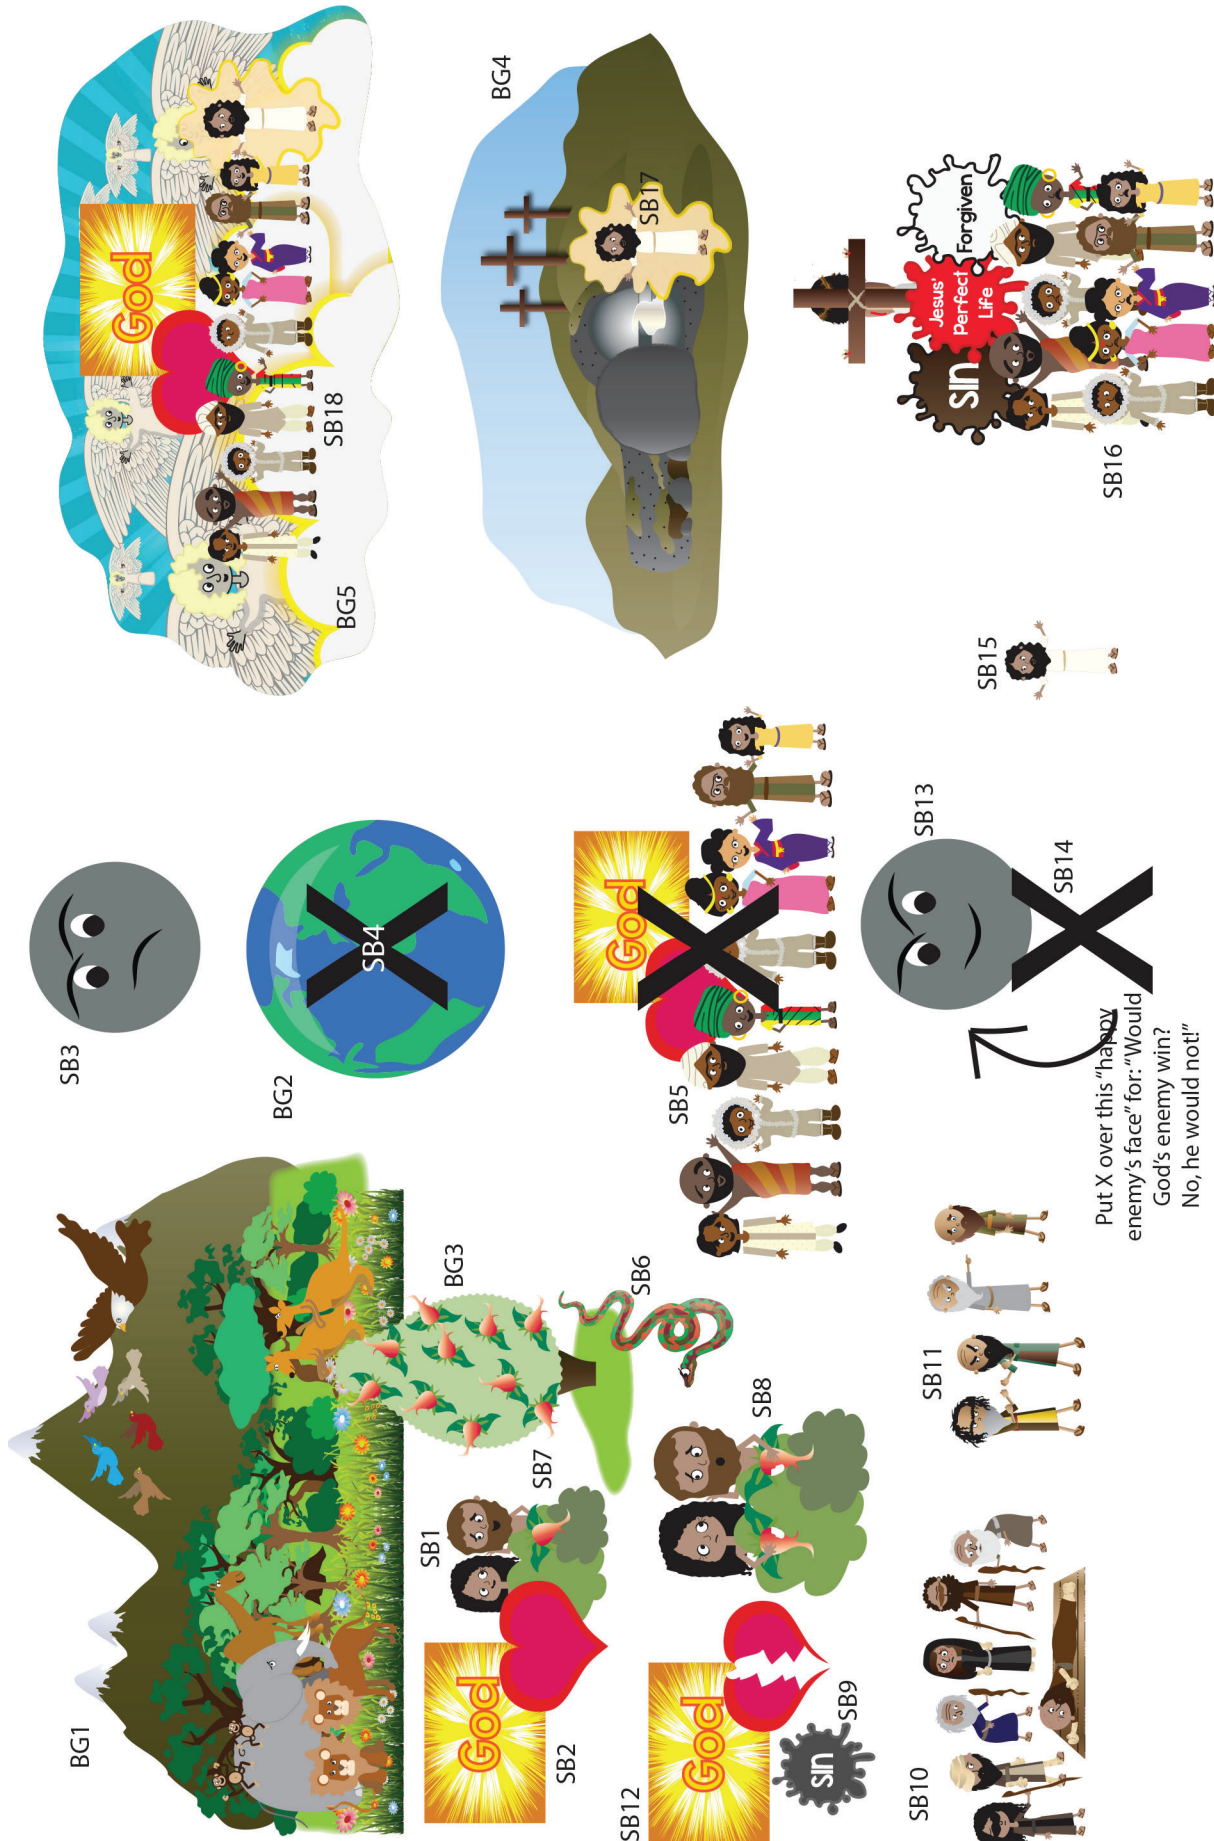 BG1
SB2
God
SB1
SB7
BG3
SB6
SB12
God
SB9
sin
SB8
SB10
SB11
SB3
BG2
SB4
SB5
God
SB13
SB14
Put X over this "happy
enemy's face" for: "Would
God's enemy win?
No, he would not!"
BG5
God
SB18
BG4
SB17
SB15
SB16
Sin
Jesus'
Perfect
Life
Forgiven